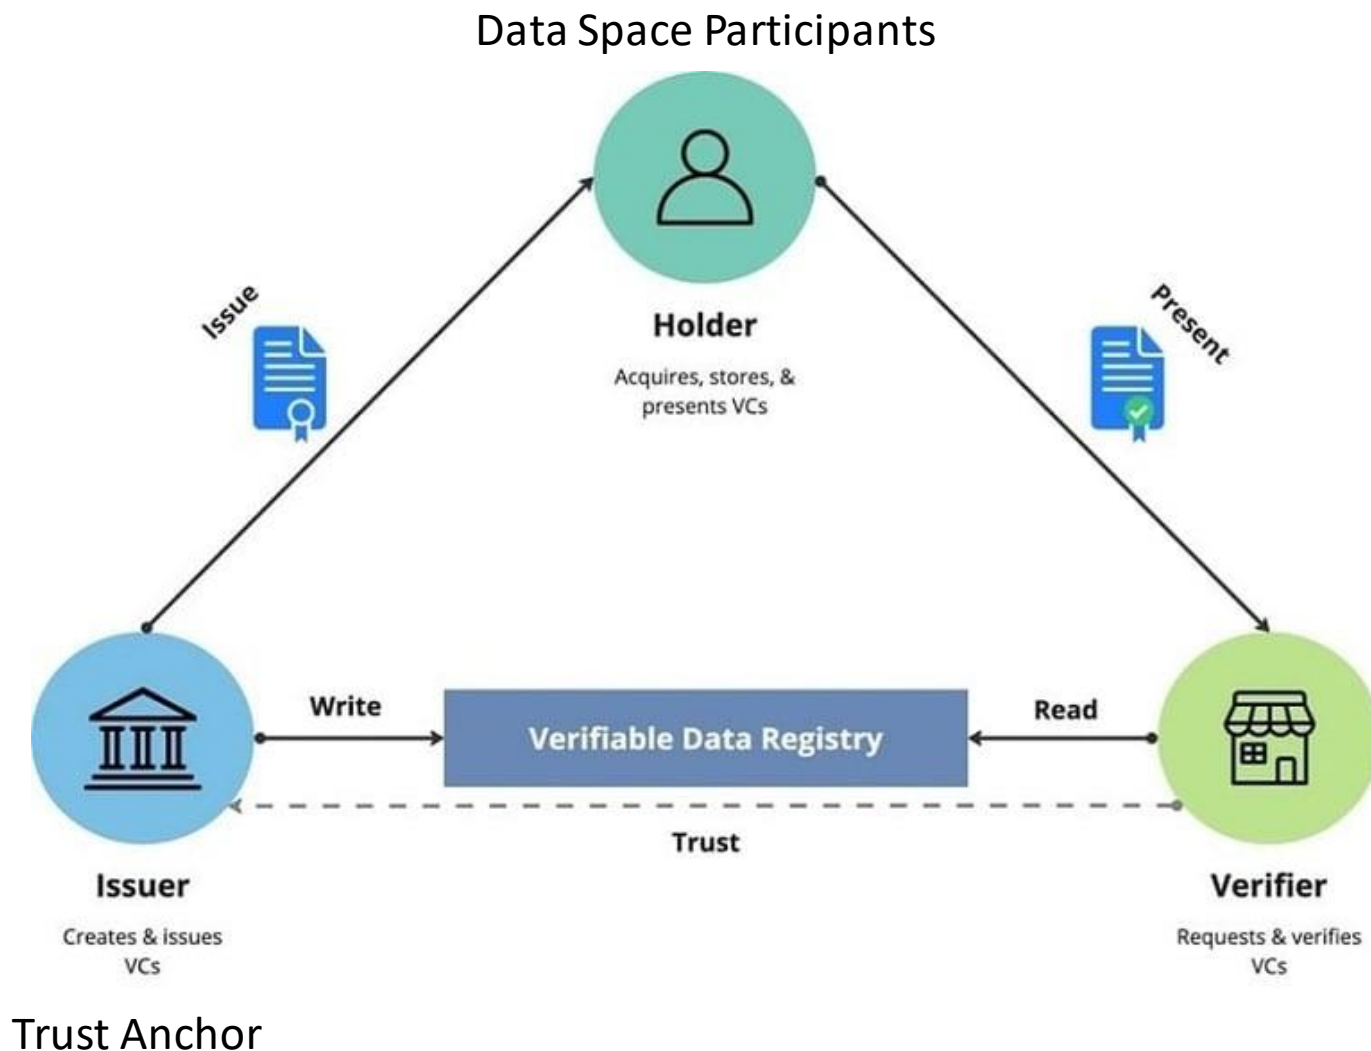 Data Space Participants
Issue
Present
Holder
Acquires, stores, &
presents VCs
Write
Verifiable Data Registry
Read
Trust
Issuer
Creates & issues
VCs
Verifier
Requests & verifies
VCs
Trust Anchor